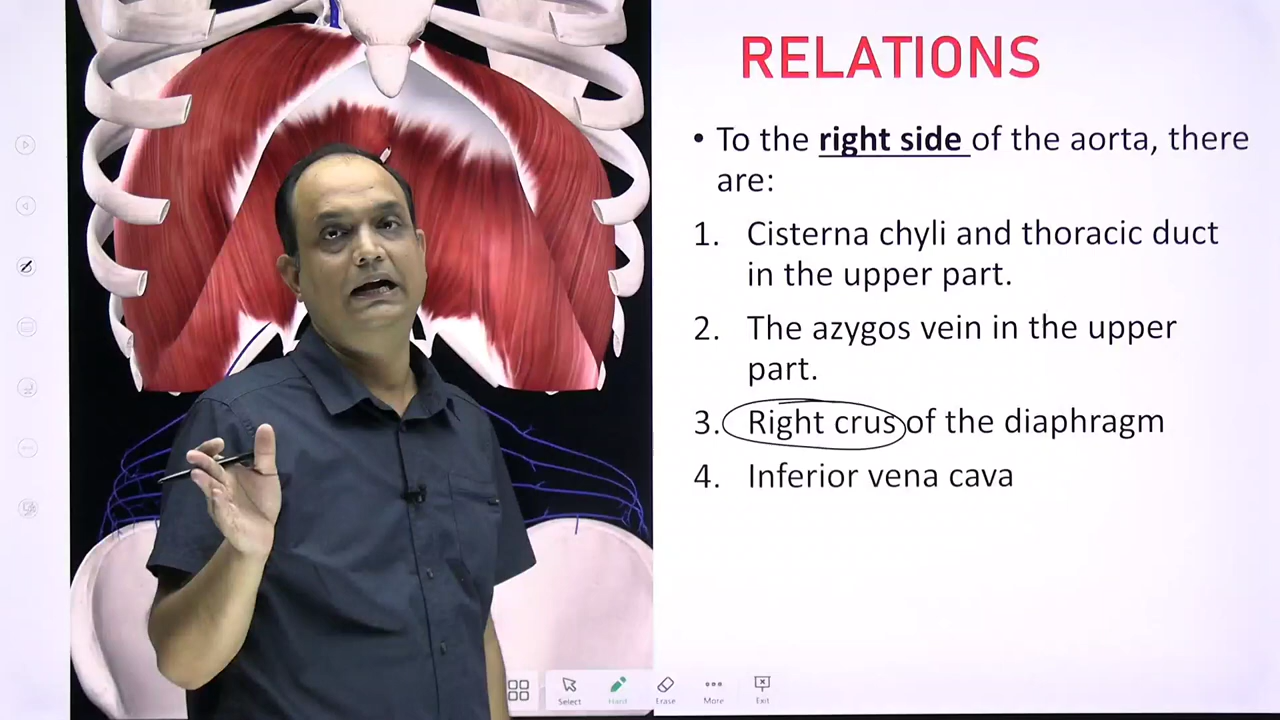 RELATIONS
• To the right side of the aorta, there
are:
1. Cisterna chyli and thoracic duct
in the upper part.
2. The azygos vein in the upper
part.
3. Right crus of the diaphragm
4. Inferior vena cava
Select
Hard
Erase
More
Exit